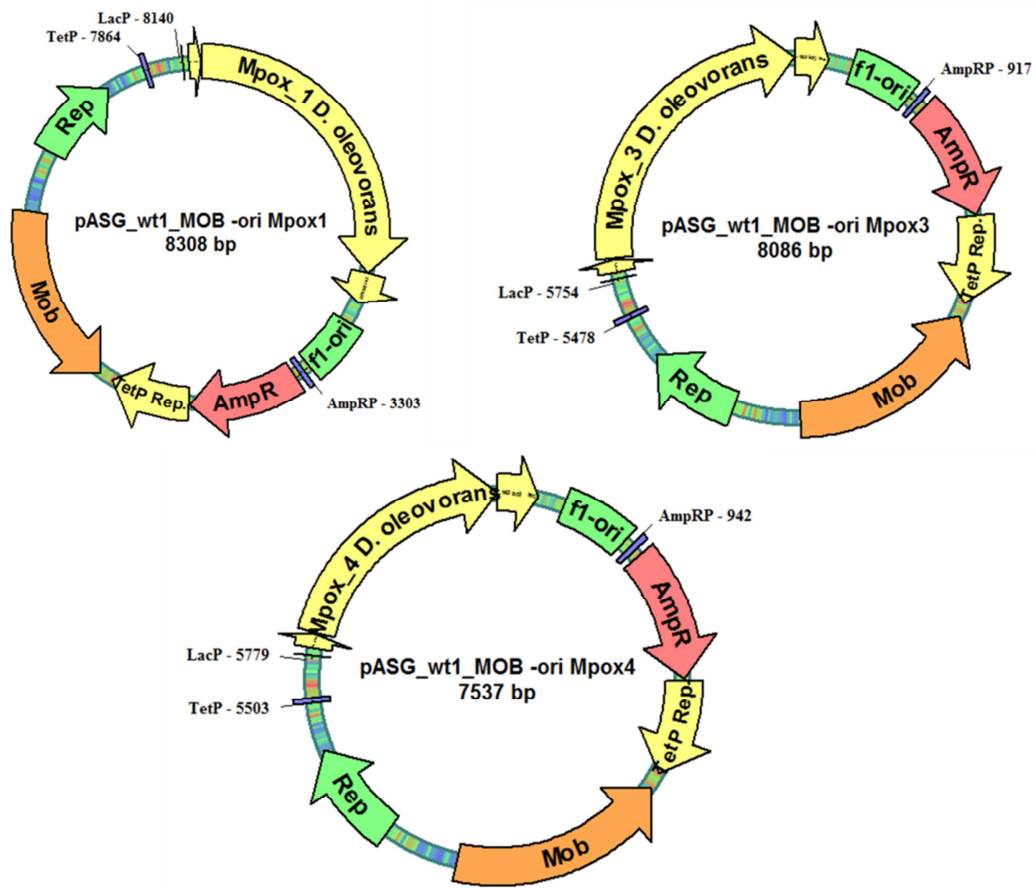 LacP - 8140
TetP - 7864
Mpox_1 D. oleovorans
Rep
pASG_wt1_MOB -ori Mpox1
8308 bp
Mob
f1-ori
TetP Rep.
AmpR
AmpRP - 3303
Mpox_3 D. oleovorans
f1-ori
AmpRP - 917
AmpR
pASG_wt1_MOB -ori Mpox3
8086 bp
TetP Rep.
LacP - 5754
TetP - 5478
Rep
Mob
Mpox_4 D. oleovorans
f1-ori
AmpRP - 942
AmpR
LacP - 5779
pASG_wt1_MOB -ori Mpox4
7537 bp
TetP - 5503
TetP Rep.
Rep
Mob